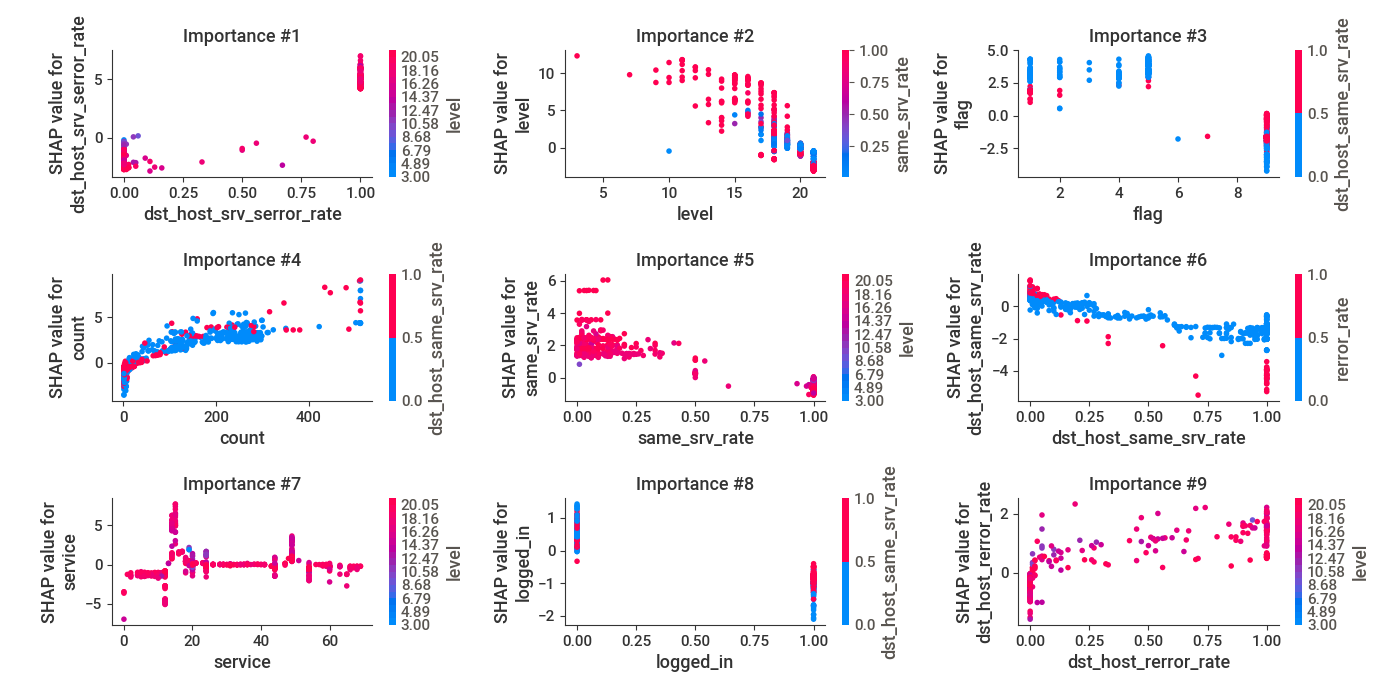 Importance #1
SHAP value for
dst_host_srv_serror_rate
5
0
0.00 0.25 0.50 0.75 1.00
dst_host_srv_serror_rate
20.05
18.16
16.26
14.37
12.47
10.58
8.68
6.79
4.89
3.00
level
Importance #2
SHAP value for
level
10
5
0
5 10 15 20
level
1.00
0.75
0.50
0.25
same_srv_rate
Importance #3
SHAP value for
flag
5.0
2.5
0.0
−2.5
2 4 6 8
flag
1.0
0.5
0.0
dst_host_same_srv_rate
Importance #4
SHAP value for
count
5
0
0 200 400
count
1.0
0.5
0.0
dst_host_same_srv_rate
Importance #5
SHAP value for
same_srv_rate
6
4
2
0
0.00 0.25 0.50 0.75 1.00
same_srv_rate
20.05
18.16
16.26
14.37
12.47
10.58
8.68
6.79
4.89
3.00
level
Importance #6
SHAP value for
dst_host_same_srv_rate
0
−2
−4
0.00 0.25 0.50 0.75 1.00
dst_host_same_srv_rate
1.0
0.5
0.0
rerror_rate
Importance #7
SHAP value for
service
5
0
−5
0 20 40 60
service
20.05
18.16
16.26
14.37
12.47
10.58
8.68
6.79
4.89
3.00
level
Importance #8
SHAP value for
logged_in
1
0
−1
−2
0.00 0.25 0.50 0.75 1.00
logged_in
1.0
0.5
0.0
dst_host_same_srv_rate
Importance #9
SHAP value for
dst_host_rerror_rate
2
0
0.00 0.25 0.50 0.75 1.00
dst_host_rerror_rate
20.05
18.16
16.26
14.37
12.47
10.58
8.68
6.79
4.89
3.00
level